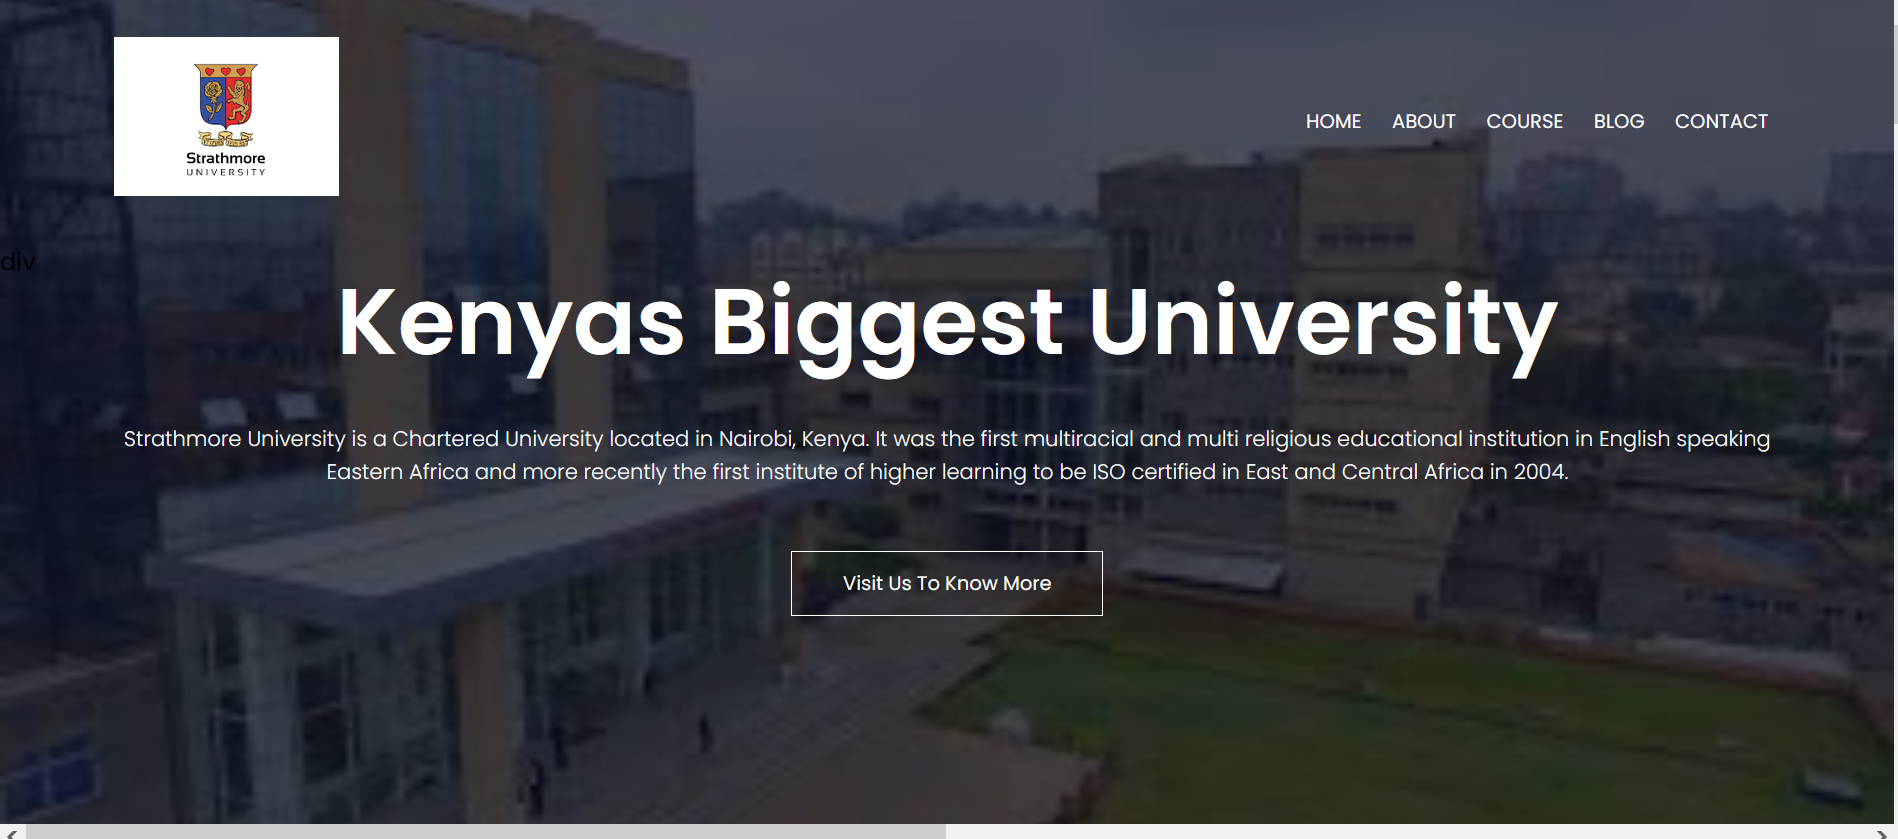 Strathmore
UNIVERSITY
HOME ABOUT COURSE BLOG CONTACT
div
Kenyas Biggest University
Strathmore University is a Chartered University located in Nairobi, Kenya. It was the first multiracial and multi religious educational institution in English speaking
Eastern Africa and more recently the first institute of higher learning to be ISO certified in East and Central Africa in 2004.
Visit Us To Know More